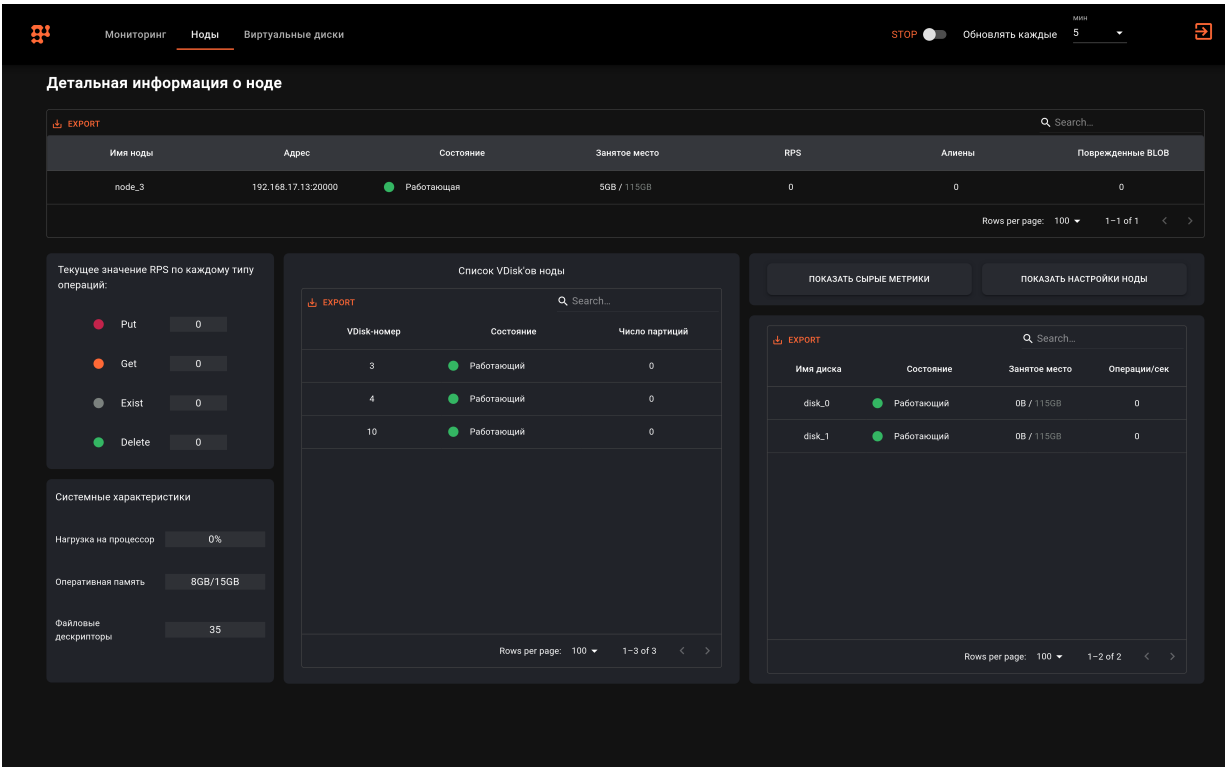 Мониторинг Ноды Виртуальные диски STOP Обновлять каждые мин 5
Детальная информация о ноде
EXPORT Search...
Имя ноды Адрес Состояние Занятое место RPS Алиены Поврежденные BLOB
node_3 192.168.17.13:20000 Работающая 5GB / 115GB 0 0 0
Rows per page: 100 1–1 of 1
Текущее значение RPS по каждому типу
операций:
Put 0
Get 0
Exist 0
Delete 0
Системные характеристики
Нагрузка на процессор 0%
Оперативная память 8GB/15GB
Файловые
дескрипторы 35
Список VDisk'ов ноды
EXPORT Search...
VDisk-номер Состояние Число партиций
3 Работающий 0
4 Работающий 0
10 Работающий 0
Rows per page: 100 1–3 of 3
ПОКАЗАТЬ СЫРЫЕ МЕТРИКИ ПОКАЗАТЬ НАСТРОЙКИ НОДЫ
EXPORT Search...
Имя диска Состояние Занятое место Операции/сек
disk_0 Работающий 0B / 115GB 0
disk_1 Работающий 0B / 115GB 0
Rows per page: 100 1–2 of 2